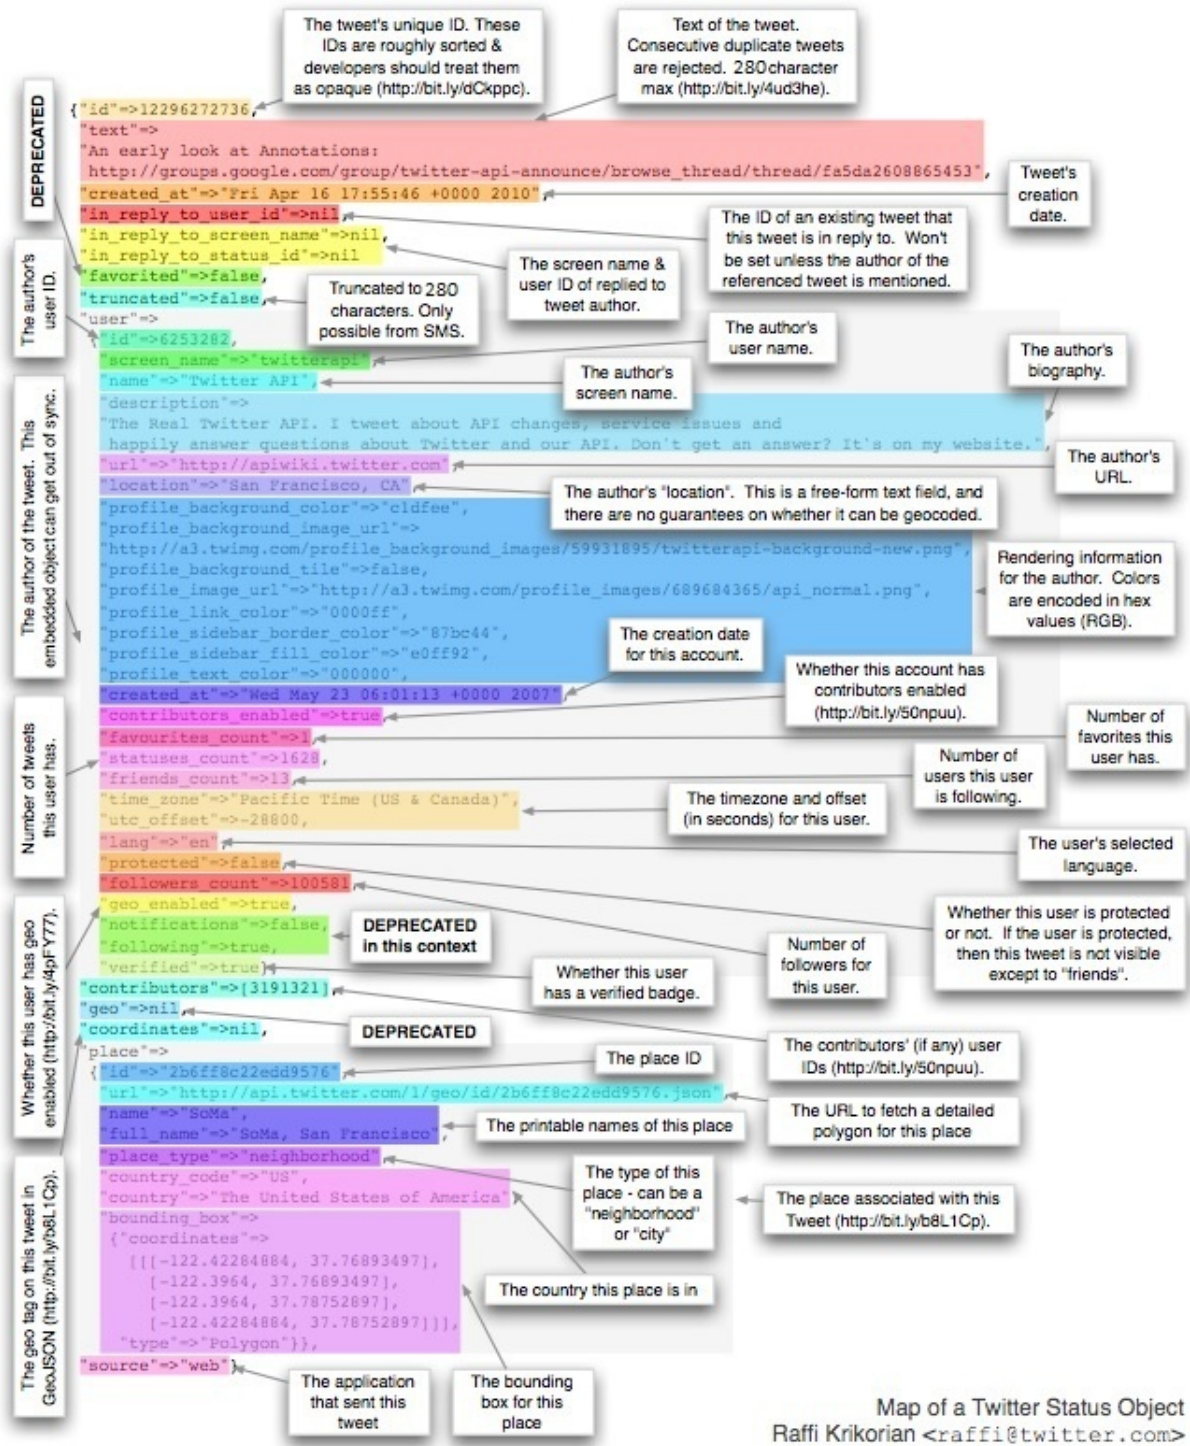 The tweet's unique ID. These
IDs are roughly sorted &
developers should treat them
as opaque (http://bit.ly/dCkppc).
Text of the tweet.
Consecutive duplicate tweets
are rejected. 280character
max (http://bit.ly/4ud3he).
{"id"=>12296272736,
"text"=>
"An early look at Annotations:
http://groups.google.com/group/twitter-api-announce/browse_thread/thread/fa5da2608865453",
"created_at"=>"Fri Apr 16 17:55:46 +0000 2010",
Tweet's
creation
date.
DEPRECATED
"in_reply_to_user_id"=>nil,
"in_reply_to_screen_name"=>nil,
"in_reply_to_status_id"=>nil
"favorited"=>false,
"truncated"=>false,
The ID of an existing tweet that
this tweet is in reply to. Won't
be set unless the author of the
referenced tweet is mentioned.
The screen name &
user ID of replied to
tweet author.
Truncated to 280
characters. Only
possible from SMS.
The author's
user ID.
"user"=>
{"id"=>6253282,
"screen_name"=>"twitterapi",
"name"=>"Twitter API",
The author's
user name.
The author's
screen name.
The author's
biography.
"description"=>
"The Real Twitter API. I tweet about API changes, service issues and
happily answer questions about Twitter and our API. Don't get an answer? It's on my website.",
"url"=>"http://apiwiki.twitter.com",
"location"=>"San Francisco, CA",
The author's
URL.
The author's "location". This is a free-form text field, and
there are no guarantees on whether it can be geocoded.
The author of the tweet. This
embedded object can get out of sync.
"profile_background_color"=>"c1dfee",
"profile_background_image_url"=>
"http://a3.twimg.com/profile_background_images/59931895/twitterapi-background-new.png",
"profile_background_tile"=>false,
"profile_image_url"=>"http://a3.twimg.com/profile_images/689684365/api_normal.png",
"profile_link_color"=>"0000ff",
"profile_sidebar_border_color"=>"87bc44",
"profile_sidebar_fill_color"=>"e0ff92",
"profile_text_color"=>"000000",
Rendering information
for the author. Colors
are encoded in hex
values (RGB).
"created_at"=>"Wed May 23 06:01:13 +0000 2007",
The creation date
for this account.
"contributors_enabled"=>true,
Whether this account has
contributors enabled
(http://bit.ly/50npuu).
"favourites_count"=>1,
Number of
favorites this
user has.
"statuses_count"=>1628,
Number of tweets
this user has.
"friends_count"=>13,
Number of
users this user
is following.
"time_zone"=>"Pacific Time (US & Canada)",
"utc_offset"=>-28800,
The timezone and offset
(in seconds) for this user.
"lang"=>"en",
The user's selected
language.
"protected"=>false,
"followers_count"=>100581,
"geo_enabled"=>true,
"notifications"=>false,
"following"=>true,
"verified"=>true},
Whether this user is protected
or not. If the user is protected,
then this tweet is not visible
except to "friends".
DEPRECATED
in this context
Number of
followers for
this user.
Whether this user
has a verified badge.
Whether this user has geo
enabled (http://bit.ly/4pFY77).
"contributors"=>[3191321],
"geo"=>nil,
"coordinates"=>nil,
DEPRECATED
The contributors' (if any) user
IDs (http://bit.ly/50npuu).
"place"=>
{"id"=>"2b6ff8c22edd9576",
"url"=>"http://api.twitter.com/1/geo/id/2b6ff8c22edd9576.json",
"name"=>"SoMa",
"full_name"=>"SoMa, San Francisco",
"place_type"=>"neighborhood",
"country_code"=>"US",
"country"=>"The United States of America",
"bounding_box"=>
{"coordinates"=>
[[[-122.42284884, 37.76893497],
[-122.3964, 37.76893497],
[-122.3964, 37.78752897],
[-122.42284884, 37.78752897]]],
"type"=>"Polygon"}},
"source"=>"web"}
The place ID
The URL to fetch a detailed
polygon for this place
The printable names of this place
The type of this
place - can be a
"neighborhood"
or "city"
The place associated with this
Tweet (http://bit.ly/b8L1Cp).
The country this place is in
The geo tag on this tweet in
GeoJSON (http://bit.ly/b8L1Cp).
The application
that sent this
tweet
The bounding
box for this
place
Map of a Twitter Status Object
Raffi Krikorian <raffi@twitter.com>